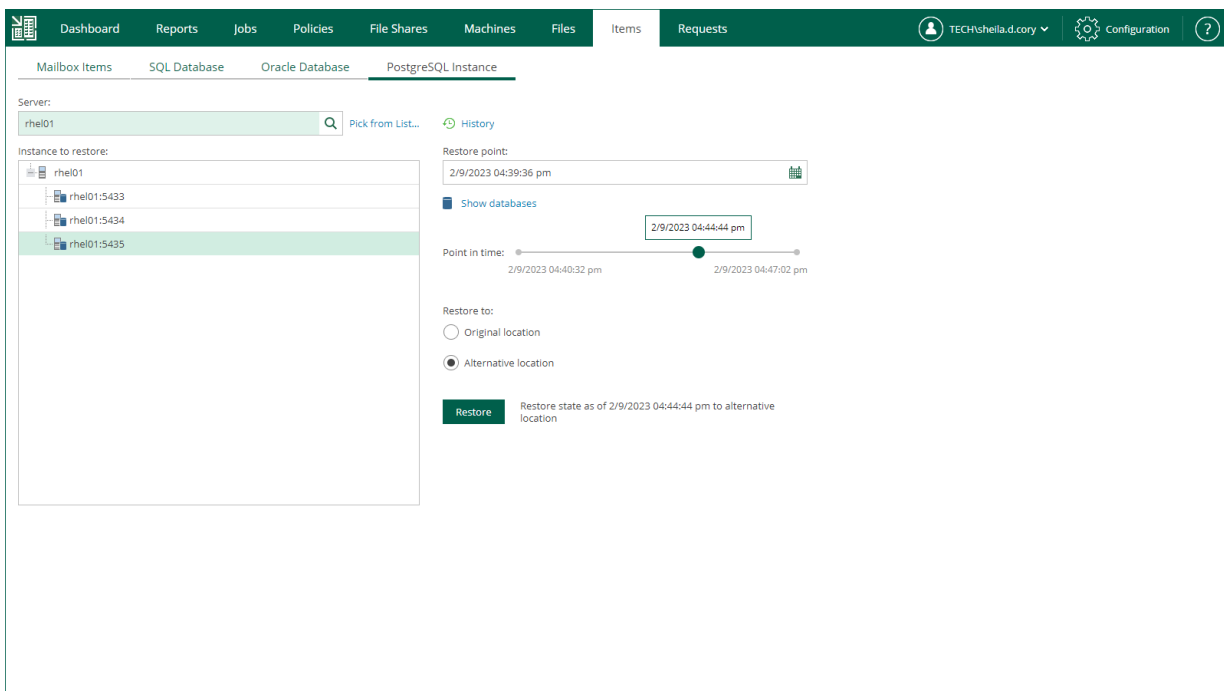 Dashboard Reports Jobs Policies File Shares Machines Files Items Requests TECH\sheila.d.cory Configuration ?
Mailbox Items SQL Database Oracle Database PostgreSQL Instance
Server:
rhel01 Pick from List... History
Instance to restore: Restore point:
rhel01 2/9/2023 04:39:36 pm
rhel01:5433 Show databases
rhel01:5434 2/9/2023 04:44:44 pm
rhel01:5435 Point in time:
2/9/2023 04:40:32 pm 2/9/2023 04:47:02 pm
Restore to:
Original location
Alternative location
Restore Restore state as of 2/9/2023 04:44:44 pm to alternative
location